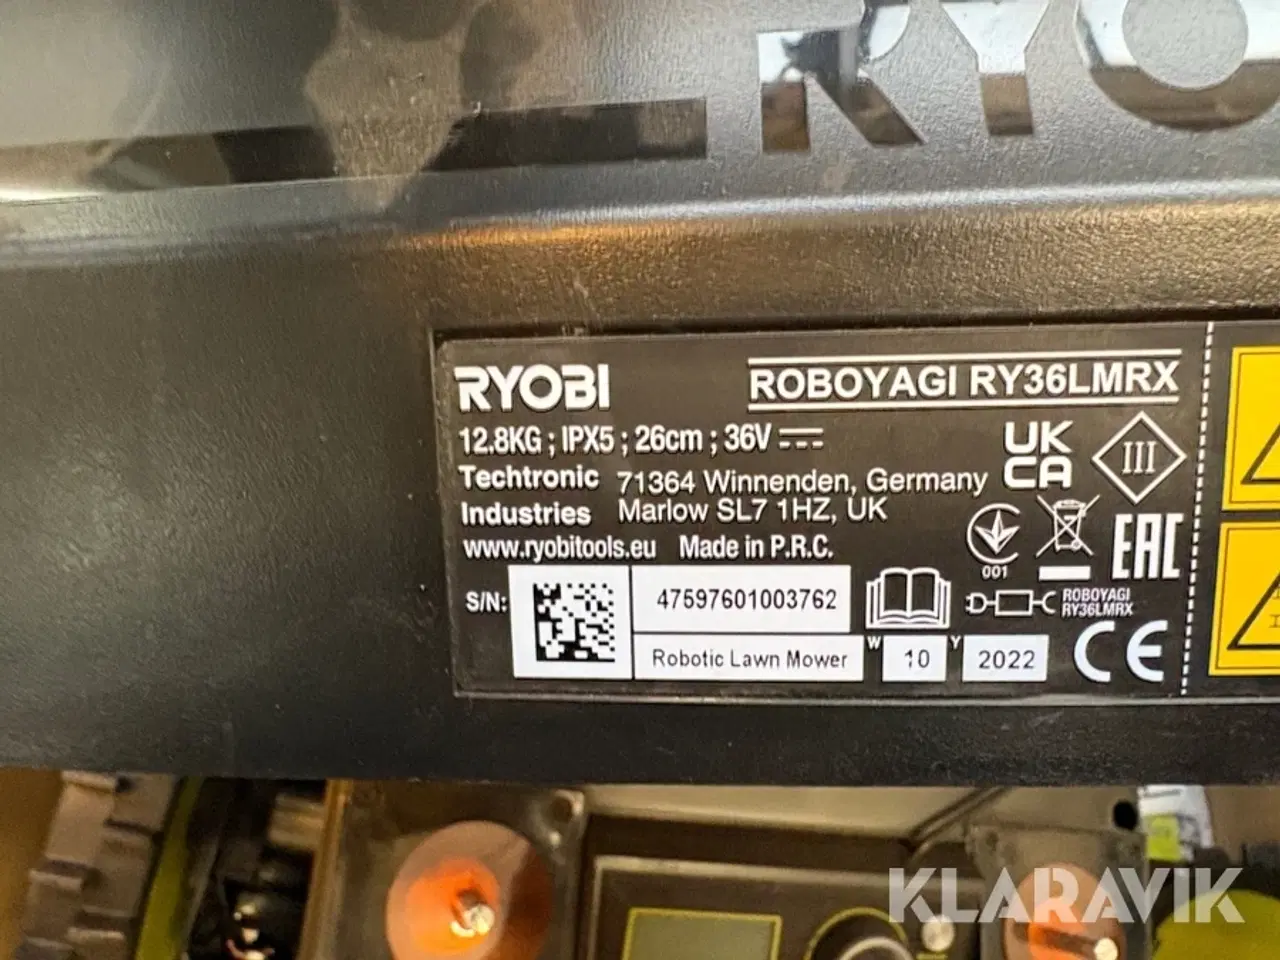 RYO
RYOBI
ROBOYAGI RY36LMRX
12.8KG ; IPX5 ; 26cm ; 36V
Techtronic
Industries
71364 Winnenden, Germany
Marlow SL7 1HZ, UK
www.ryobitools.eu Made in P.R.C.
UK
CA
III
001
EAC
S/N:
47597601003762
Robotic Lawn Mower
W 10 Y 2022
ROBOYAGI
RY36LMRX
CE
KLARAVIK